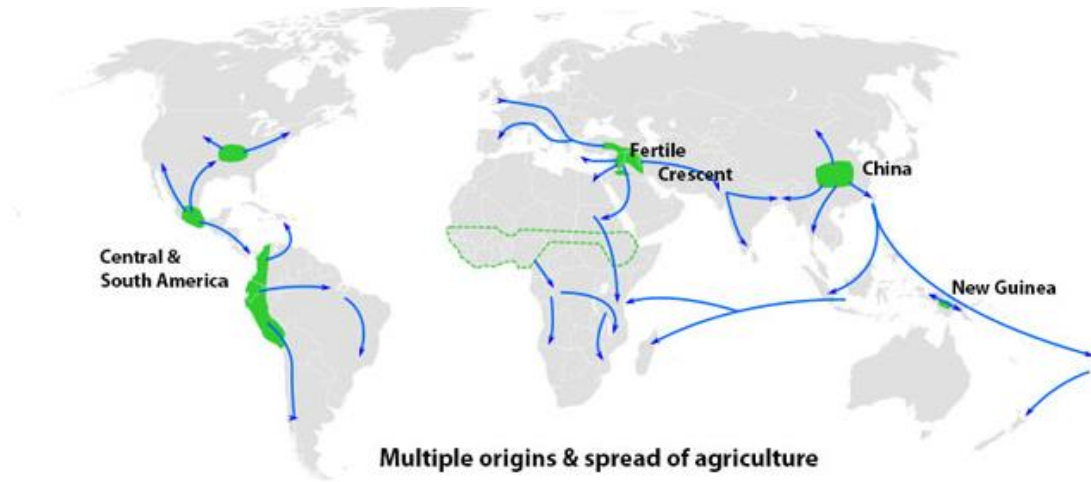 Fertile
Crescent
China
Central &
South America
New Guinea
Multiple origins & spread of agriculture